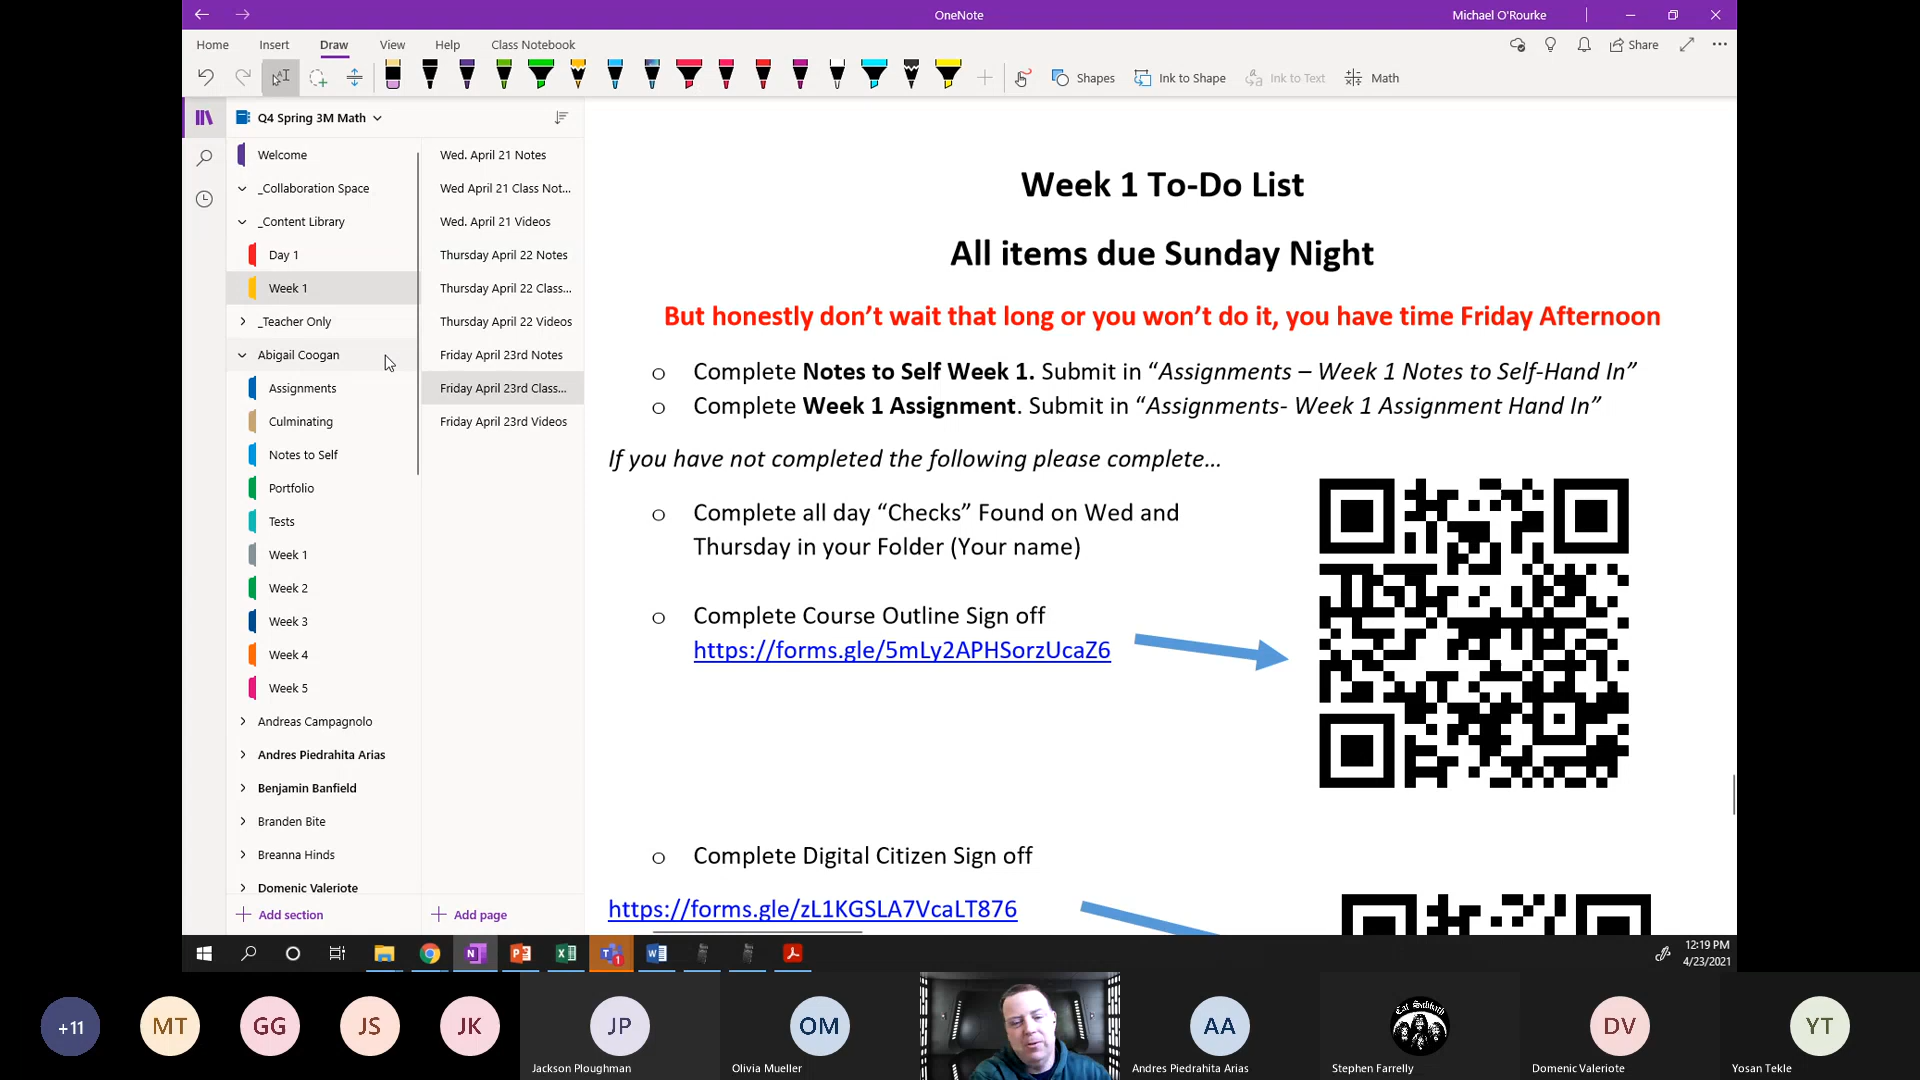 OneNote
Michael O'Rourke
Home
Insert
Draw
View
Help
Class Notebook
Share
Shapes
Ink to Shape
Ink to Text
Math
Q4 Spring 3M Math
Welcome
_Collaboration Space
_Content Library
Day 1
Week 1
_Teacher Only
Abigail Coogan
Assignments
Culminating
Notes to Self
Portfolio
Tests
Week 1
Week 2
Week 3
Week 4
Week 5
Andreas Campagnolo
Andres Piedrahita Arias
Benjamin Banfield
Branden Bite
Breanna Hinds
Domenic Valeriote
Add section
Wed. April 21 Notes
Wed April 21 Class Not...
Wed. April 21 Videos
Thursday April 22 Notes
Thursday April 22 Class...
Thursday April 22 Videos
Friday April 23rd Notes
Friday April 23rd Class...
Friday April 23rd Videos
Add page
Week 1 To-Do List
All items due Sunday Night
But honestly don't wait that long or you won't do it, you have time Friday Afternoon
o Complete Notes to Self Week 1. Submit in “Assignments – Week 1 Notes to Self-Hand In”
o Complete Week 1 Assignment. Submit in “Assignments- Week 1 Assignment Hand In”
If you have not completed the following please complete...
o Complete all day “Checks” Found on Wed and
Thursday in your Folder (Your name)
o Complete Course Outline Sign off
https://forms.gle/5mLy2APHSorzUcaZ6
o Complete Digital Citizen Sign off
https://forms.gle/zL1KGSLA7VcaLT876
12:19 PM
4/23/2021
+11
MT
GG
JS
JK
JP
Jackson Ploughman
OM
Olivia Mueller
AA
Andres Piedrahita Arias
Cat Sabbath
Stephen Farrelly
DV
Domenic Valeriote
YT
Yosan Tekle